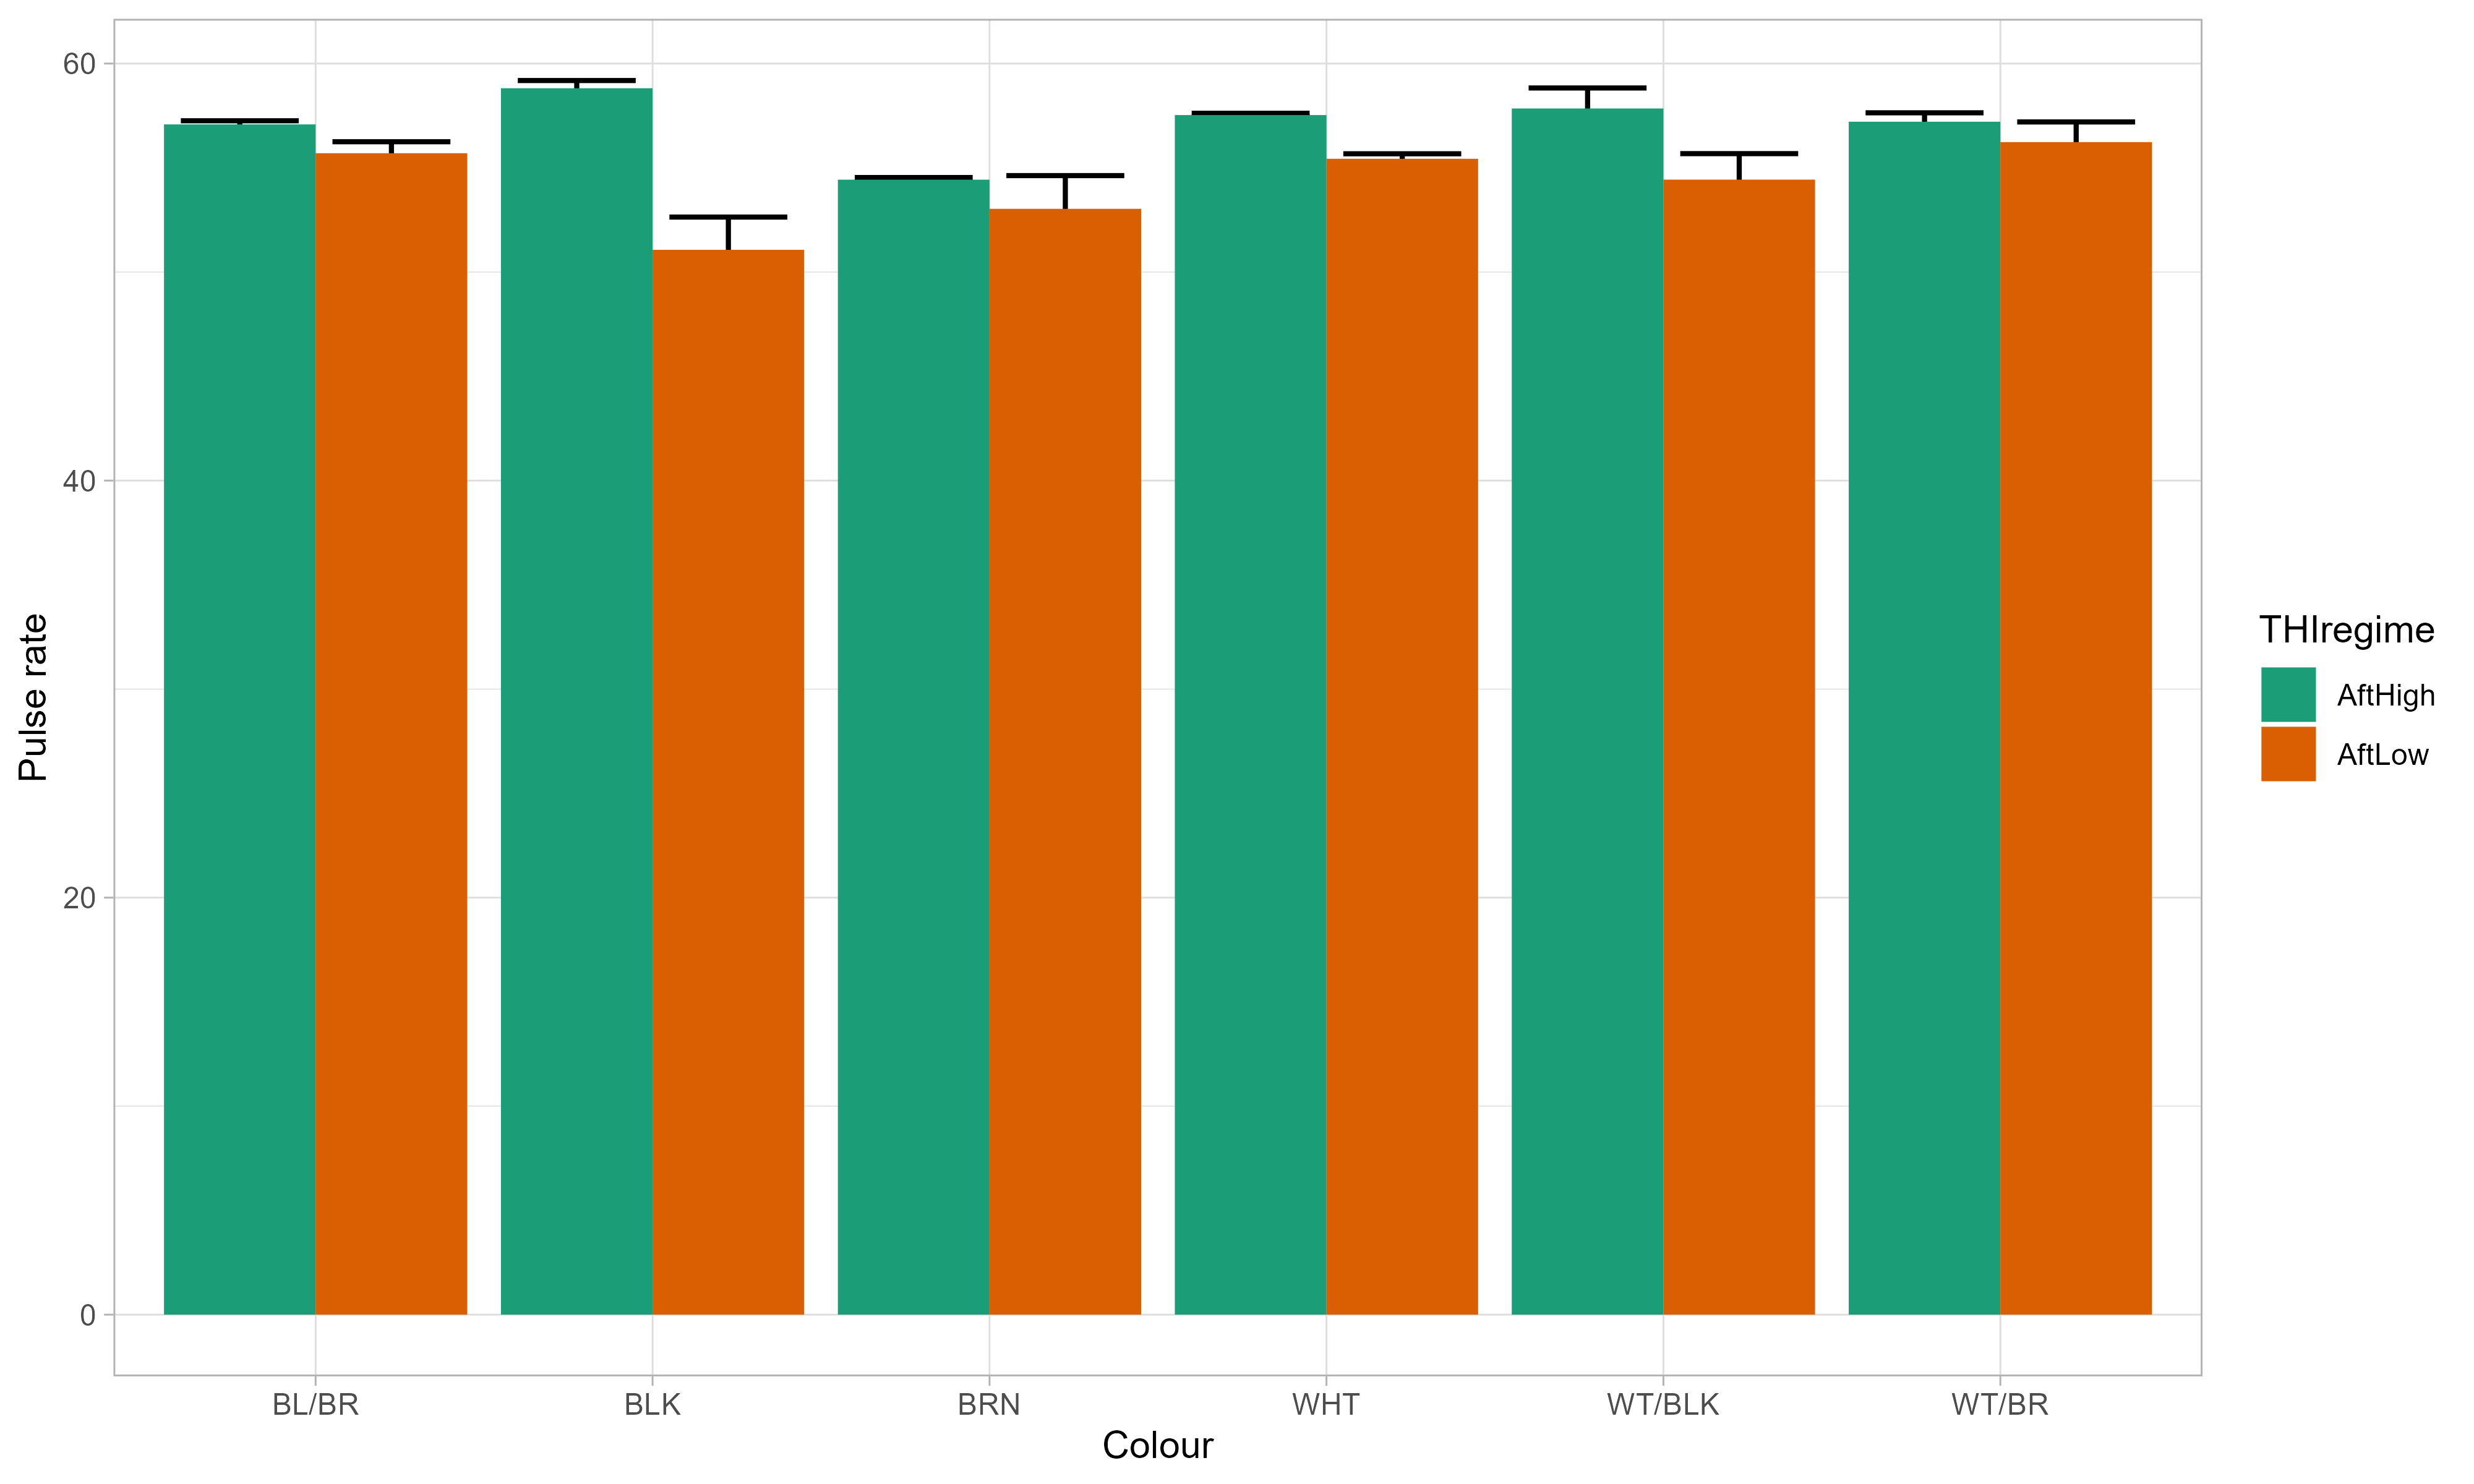 60
40
20
0
Pulse rate
BL/BR BLK BRN WHT WT/BLK WT/BR
Colour
THIregime
AftHigh
AftLow